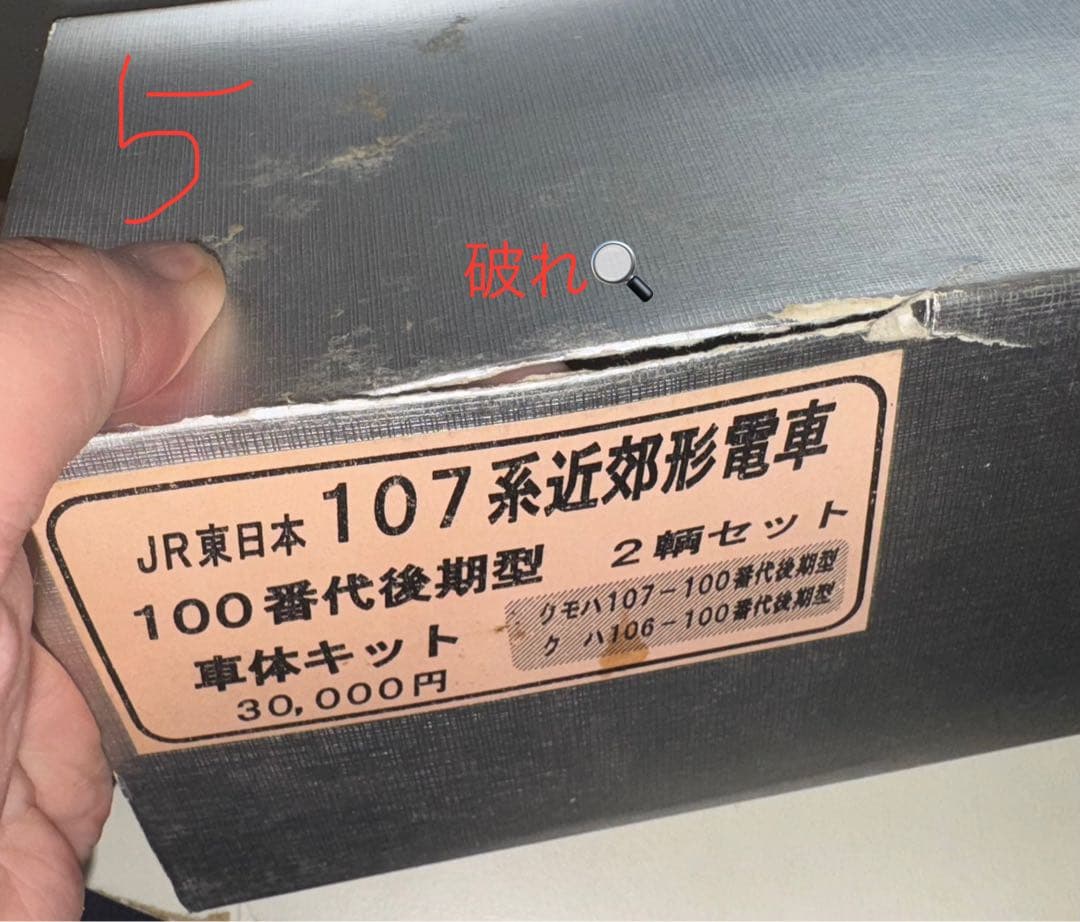 5
破れ
JR東日本 107系近郊形電車
100番代後期型 2輌セット
車体キット
クモハ107-100番代後期型
ク ハ106-100番代後期型
30,000円